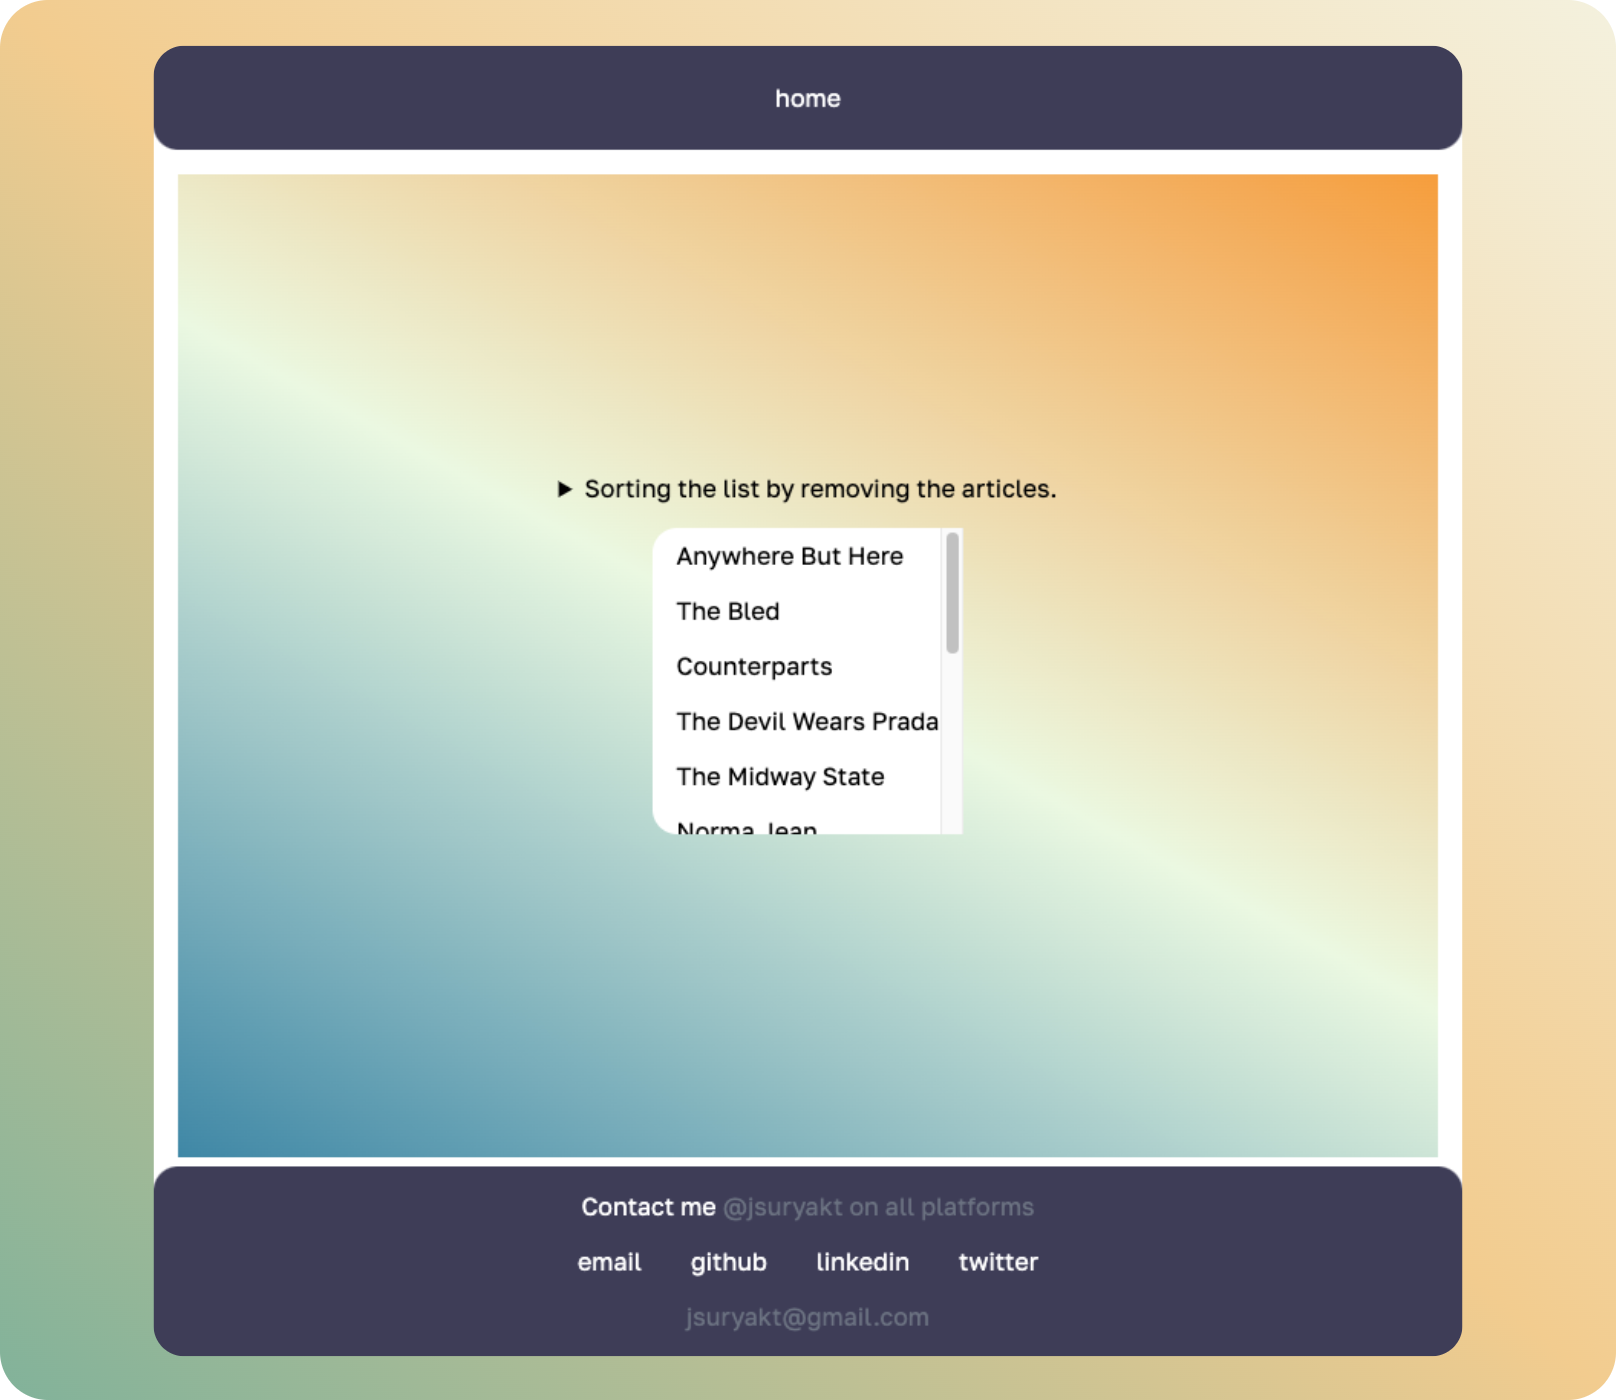 home
Sorting the list by removing the articles.
Anywhere But Here
The Bled
Counterparts
The Devil Wears Prada
The Midway State
Norma Jean
Contact me @jsuryakt on all platforms
email github linkedin twitter
jsuryakt@gmail.com